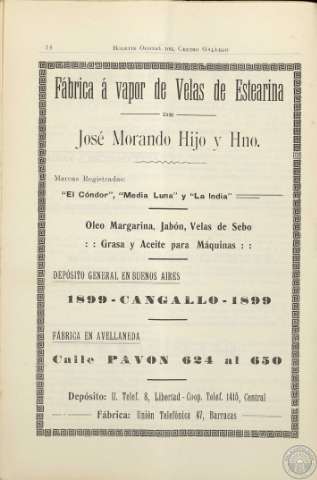 Boletín Oficial del Centro Gallego
Fábrica á vapor de Velas de Estearina
DE
José Morando Hijo y Hno.
Marcas Registradas:
"El Cóndor", "Media Luna" y "La India"
Oleo Margarina, Jabón, Velas de Sebo
: : Grasa y Aceite para Máquinas : :
DEPÓSITO GENERAL EN BUENOS AIRES
1899 - CANGALLO - 1899
FÁBRICA EN AVELLANEDA
Calle PAVON 624 al 650
Depósito: U. Telef. 8, Libertad - Coop. Telef. 1415, Central
Fábrica: Unión Telefónica 47, Barracas